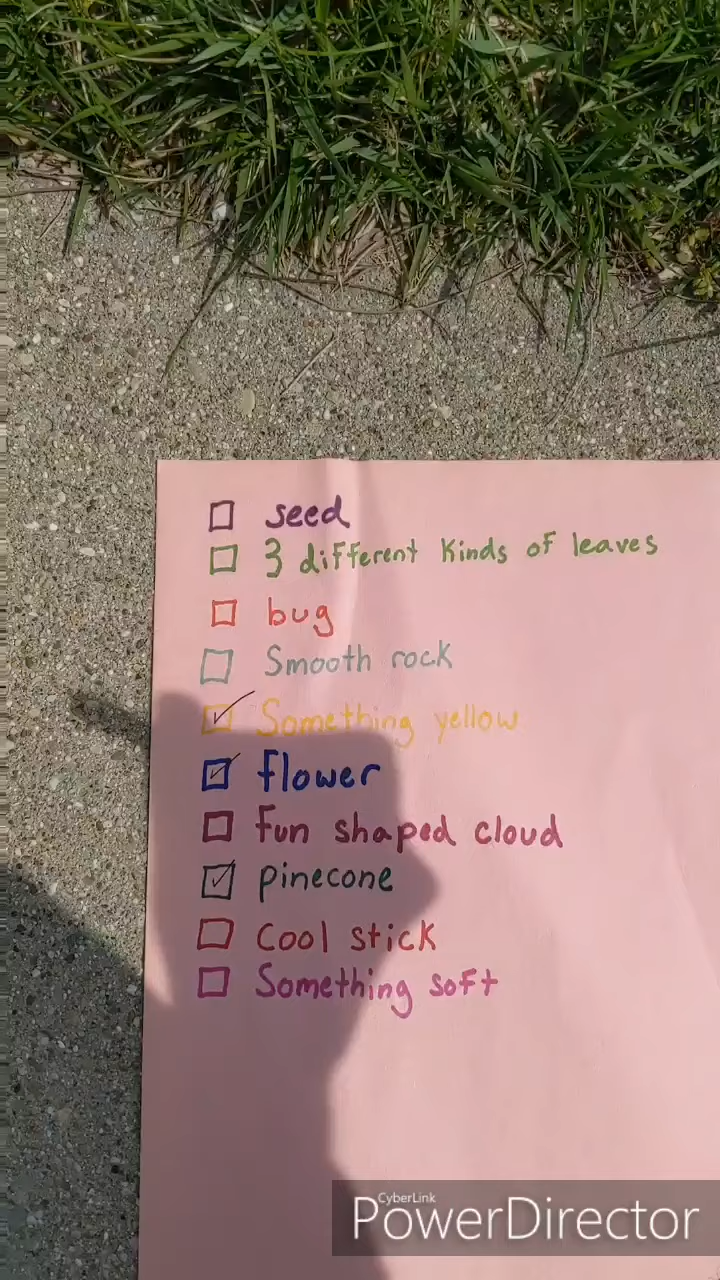 seed
3 different kinds of leaves
bug
Smooth rock
Something yellow
flower
fun shaped cloud
pinecone
Cool stick
Something soft
CyberLink
PowerDirector